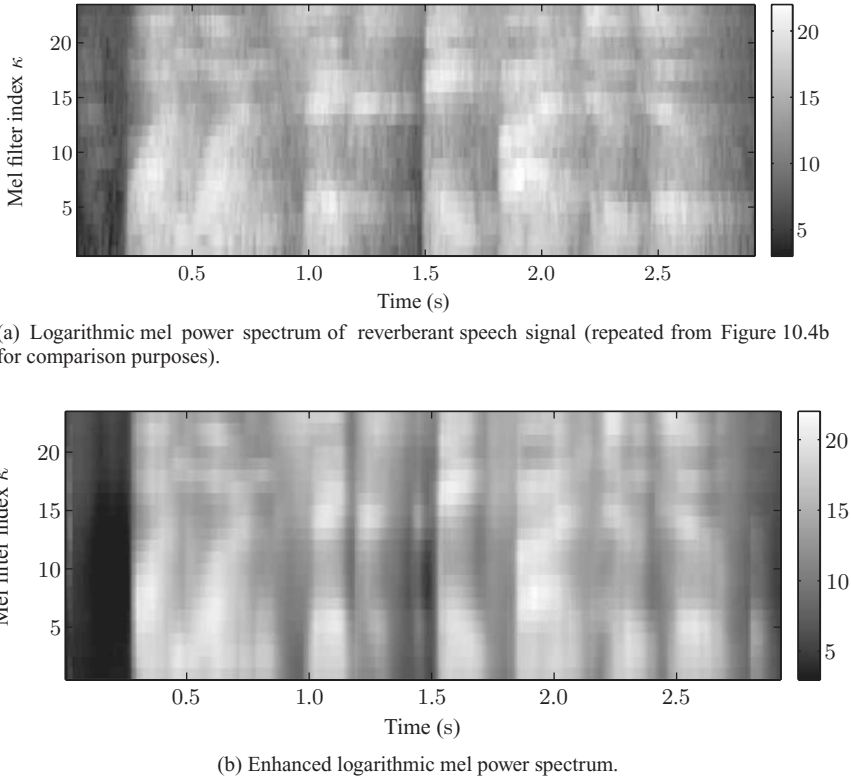 20
15
10
5
Mel filter index κ
0.5 1.0 1.5 2.0 2.5
Time (s)
20
15
10
5
(a) Logarithmic mel power spectrum of reverberant speech signal (repeated from Figure 10.4b
for comparison purposes).
20
15
10
5
Mel filter index κ
0.5 1.0 1.5 2.0 2.5
Time (s)
20
15
10
5
(b) Enhanced logarithmic mel power spectrum.